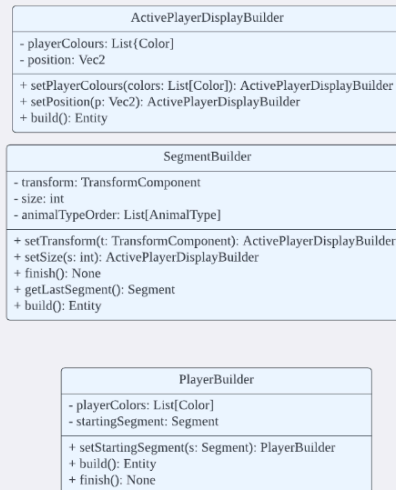 ActivePlayerDisplayBuilder
- playerColours: List{Color]
- position: Vec2
+ setPlayerColours(colors: List[Color]): ActivePlayerDisplayBuilder
+ setPosition(p: Vec2): ActivePlayerDisplayBuilder
+ build(): Entity
SegmentBuilder
- transform: TransformComponent
- size: int
- animalTypeOrder: List[AnimalType]
+ setTransform(t: TransformComponent): ActivePlayerDisplayBuilder
+ setSize(s: int): ActivePlayerDisplayBuilder
+ finish(): None
+ getLastSegment(): Segment
+ build(): Entity
PlayerBuilder
- playerColors: List[Color]
- startingSegment: Segment
+ setStartingSegment(s: Segment): PlayerBuilder
+ build(): Entity
+ finish(): None